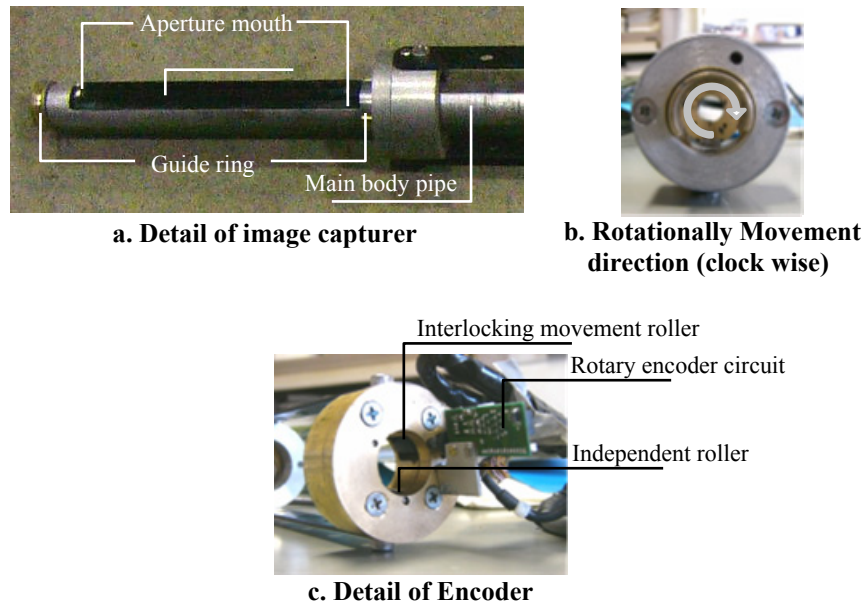 Aperture mouth
Guide ring
Main body pipe
a. Detail of image capturer
b. Rotationally Movement
direction (clock wise)
Interlocking movement roller
Rotary encoder circuit
Independent roller
c. Detail of Encoder